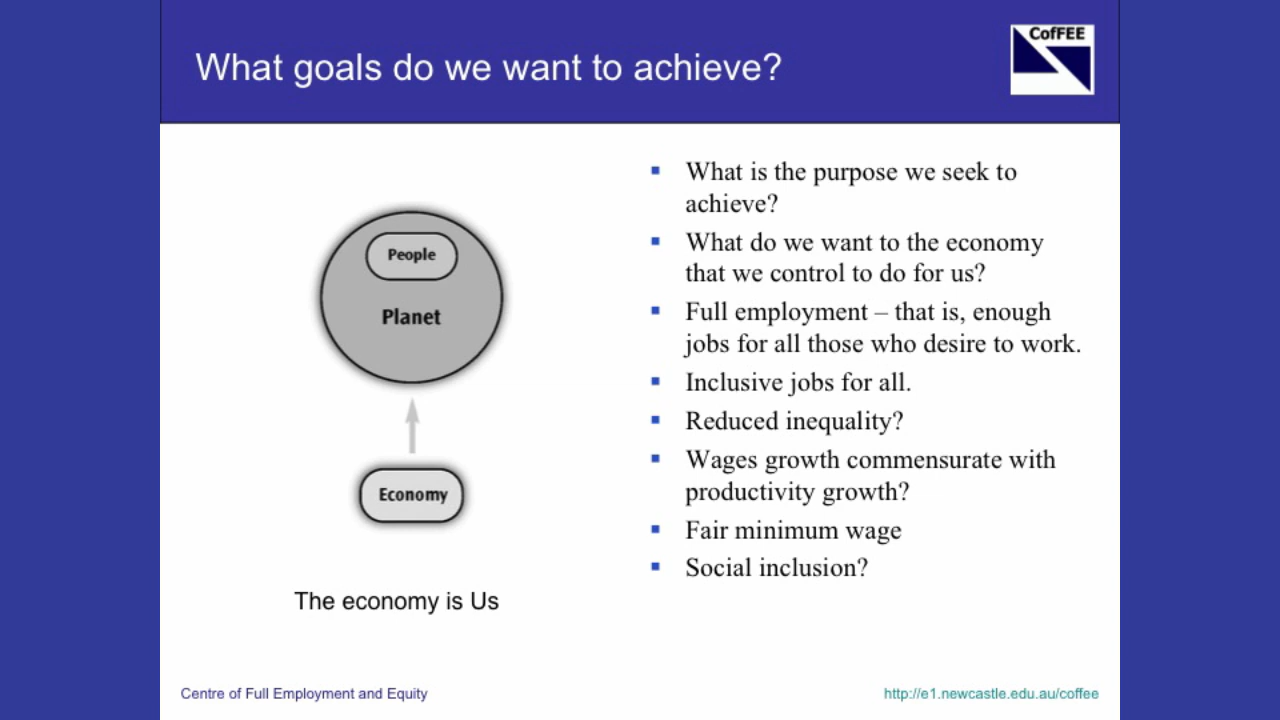 What goals do we want to achieve?
CofFEE
People
Planet
Economy
The economy is Us
What is the purpose we seek to
achieve?
What do we want to the economy
that we control to do for us?
Full employment – that is, enough
jobs for all those who desire to work.
Inclusive jobs for all.
Reduced inequality?
Wages growth commensurate with
productivity growth?
Fair minimum wage
Social inclusion?
Centre of Full Employment and Equity
http://e1.newcastle.edu.au/coffee